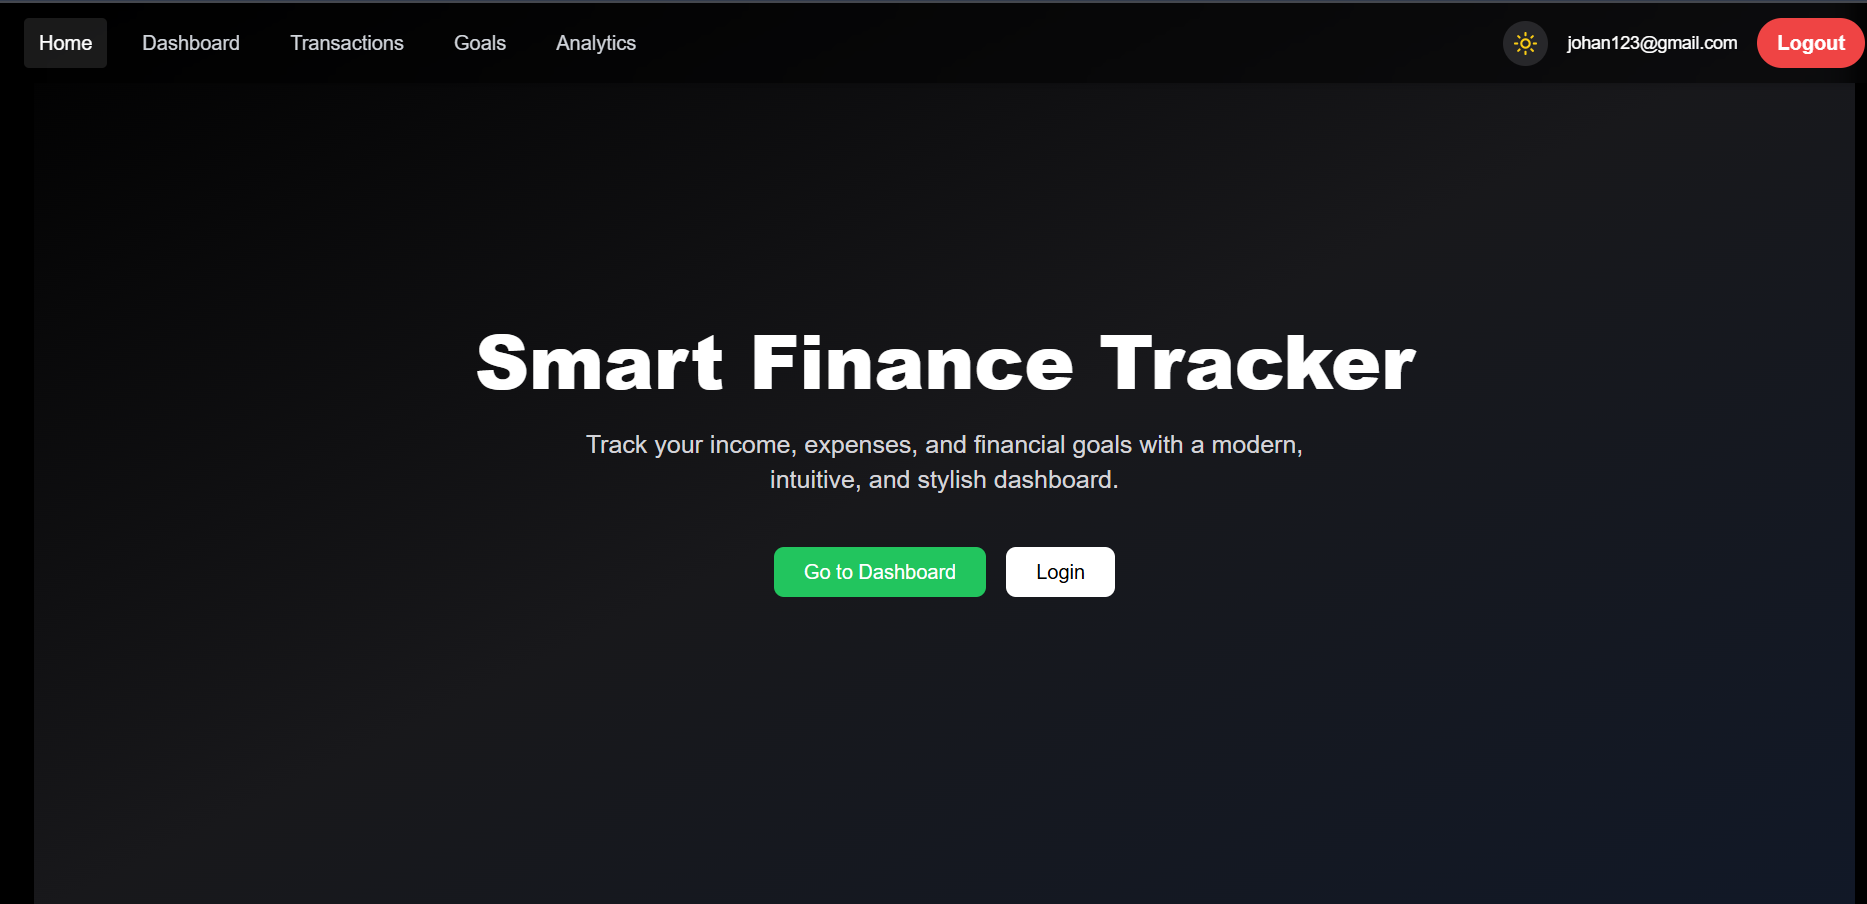 Home Dashboard Transactions Goals Analytics johan123@gmail.com Logout
Smart Finance Tracker
Track your income, expenses, and financial goals with a modern,
intuitive, and stylish dashboard.
Go to Dashboard Login